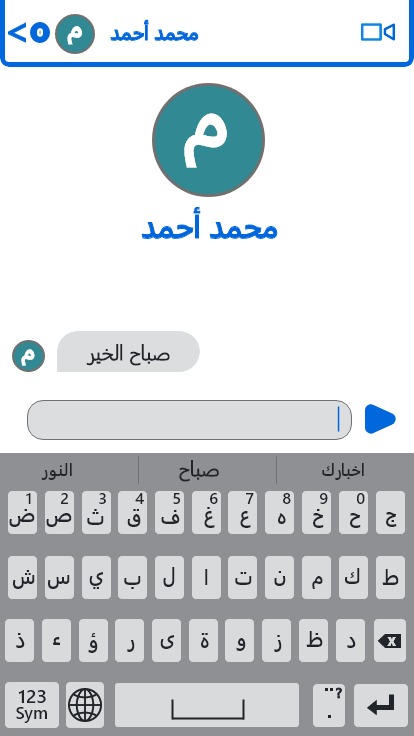 0 م محمد أحمد
م
محمد أحمد
م صباح الخير
اخبارك صباح النور
1 2 3 4 5 6 7 8 9 0
ض ص ث ق ف غ ع ه خ ح ج
ش س ي ب ل ا ت ن م ك ط
ذ ء ؤ ر ى ة و ز ظ د X
123
Sym . " ?